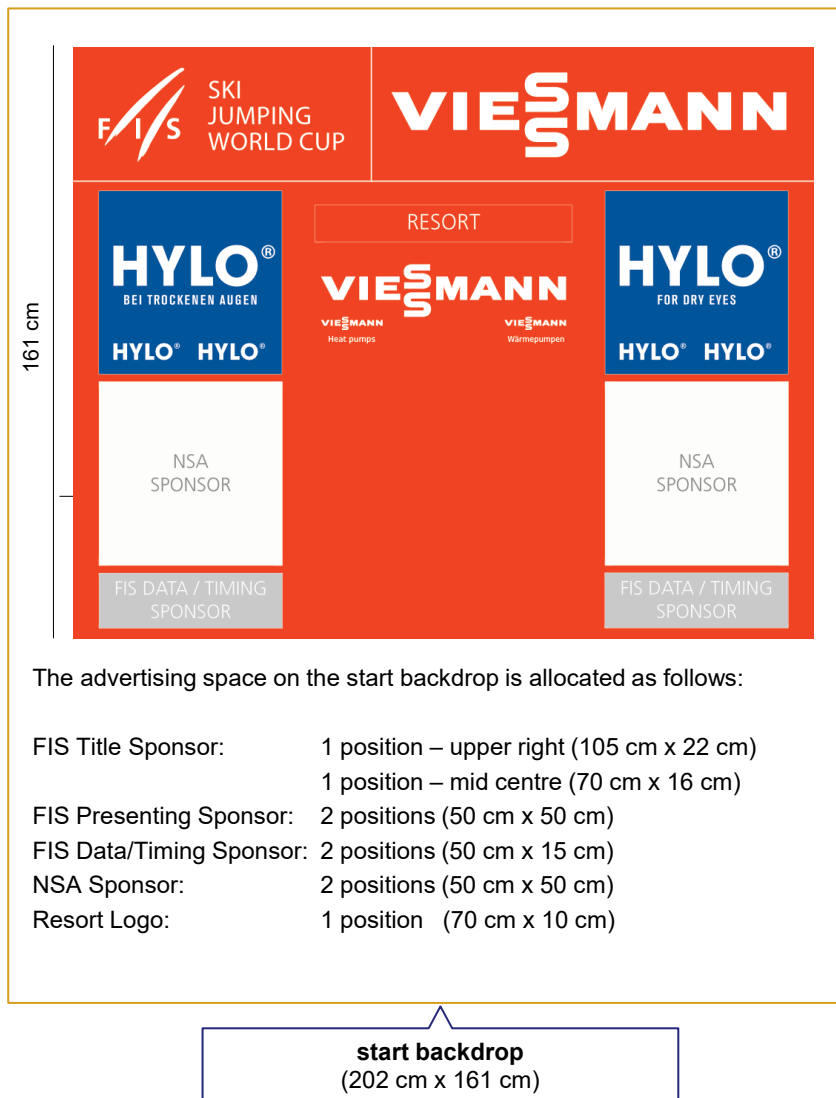 FIS
SKI
JUMPING
WORLD CUP
VIESSMANN
161 cm
HYLO®
BEI TROCKENEN AUGEN
HYLO® HYLO®
RESORT
VIESSMANN
VIESSMANN
Heat pumps
VIESSMANN
Wärmepumpen
HYLO®
FOR DRY EYES
HYLO® HYLO®
NSA
SPONSOR
NSA
SPONSOR
FIS DATA / TIMING
SPONSOR
FIS DATA / TIMING
SPONSOR
The advertising space on the start backdrop is allocated as follows:
FIS Title Sponsor: 1 position – upper right (105 cm x 22 cm)
1 position – mid centre (70 cm x 16 cm)
FIS Presenting Sponsor: 2 positions (50 cm x 50 cm)
FIS Data/Timing Sponsor: 2 positions (50 cm x 15 cm)
NSA Sponsor: 2 positions (50 cm x 50 cm)
Resort Logo: 1 position (70 cm x 10 cm)
start backdrop
(202 cm x 161 cm)